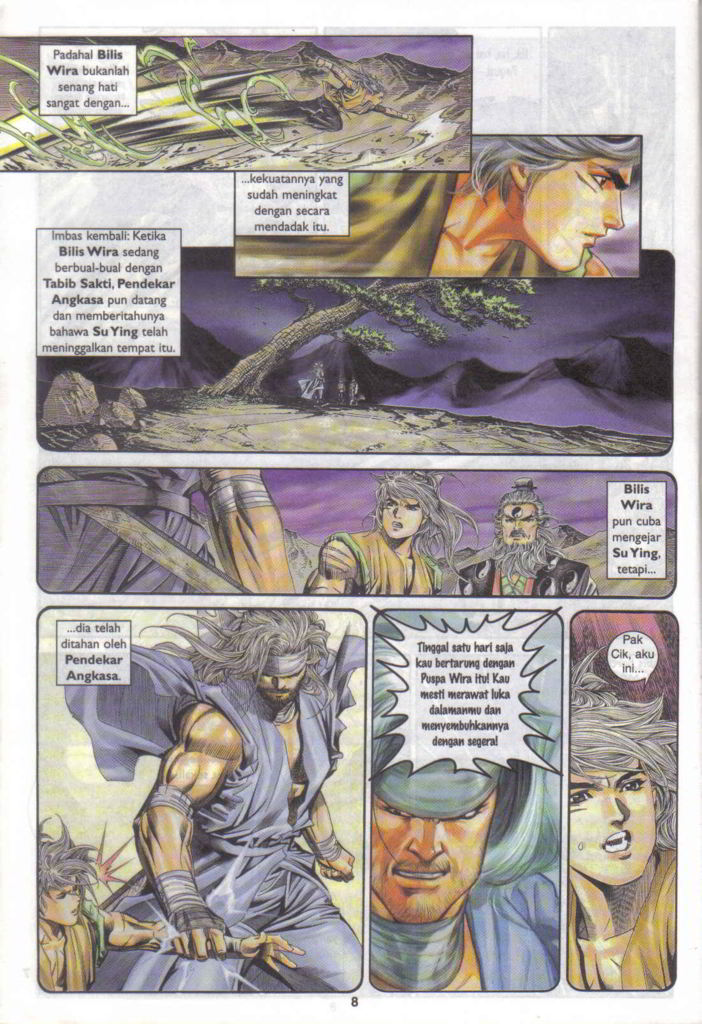 Padahal Bilis
Wira bukanlah
senang hati
sangat dengan...
...kekuatannya yang
sudah meningkat
dengan secara
mendadak itu.
Imbas kembali: Ketika
Bilis Wira sedang
berbual-bual dengan
Tabib Sakti, Pendekar
Angkasa pun datang
dan memberitahunya
bahawa Su Ying telah
meninggalkan tempat itu.
Bilis
Wira
pun cuba
mengejar
Su Ying,
tetapi...
...dia telah
ditahan oleh
Pendekar
Angkasa.
Tinggal satu hari saja
kau bertarung dengan
Puspa Wira itu! Kau
mesti merawat luka
dalamanmu dan
menyembuhkannya
dengan segera!
Pak
Cik, aku
ini...
8